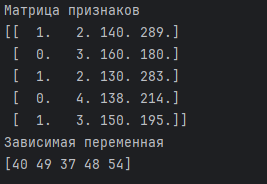 Матрица признаков
[[  1.   2. 140. 289.]
 [  0.   3. 160. 180.]
 [  1.   2. 130. 283.]
 [  0.   4. 138. 214.]
 [  1.   3. 150. 195.]]
Зависимая переменная
[40 49 37 48 54]